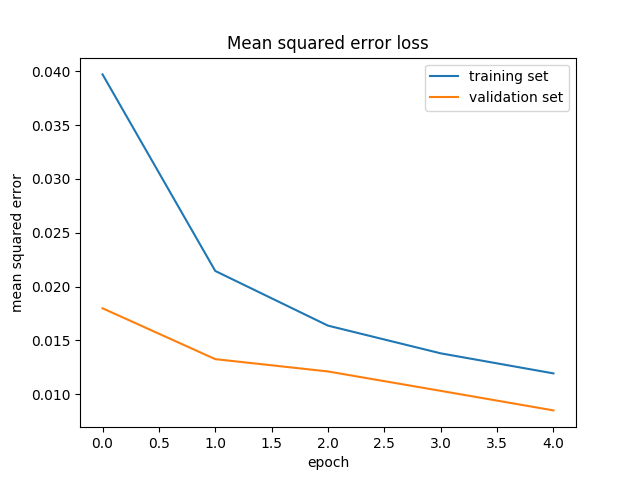 Mean squared error loss
training set
validation set
0.040
0.035
0.030
0.025
0.020
0.015
0.010
mean squared error
0.0 0.5 1.0 1.5 2.0 2.5 3.0 3.5 4.0
epoch